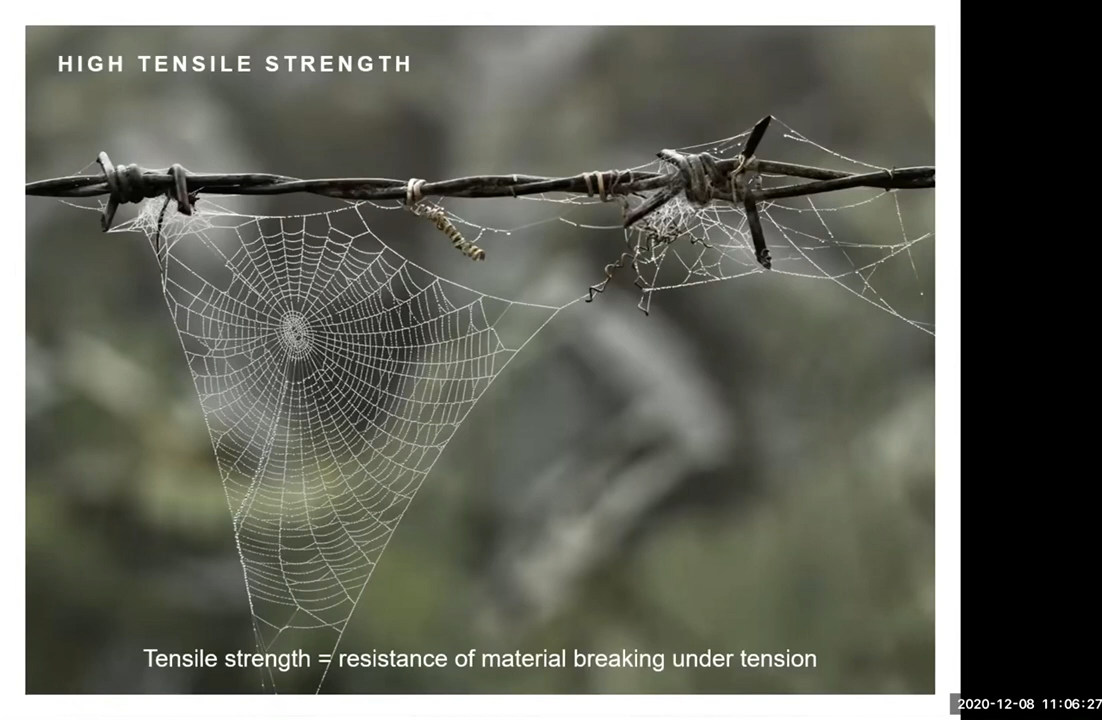 HIGH TENSILE STRENGTH
Tensile strength = resistance of material breaking under tension
2020-12-08 11:06:27